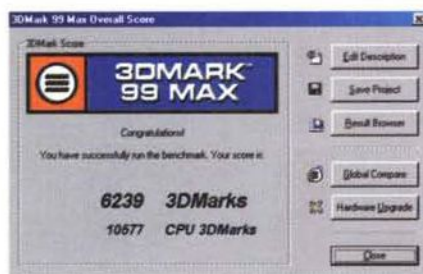 3DMark 99 Max Overall Score
3DMark Score
3DMARK™
99 MAX
Congratulations!
You have successfully run the benchmark. Your score is:
6239 3DMarks
10677 CPU 3DMarks
Edit Description
Save Project
Result Browser
Global Compare
Hardware Upgrade
Close